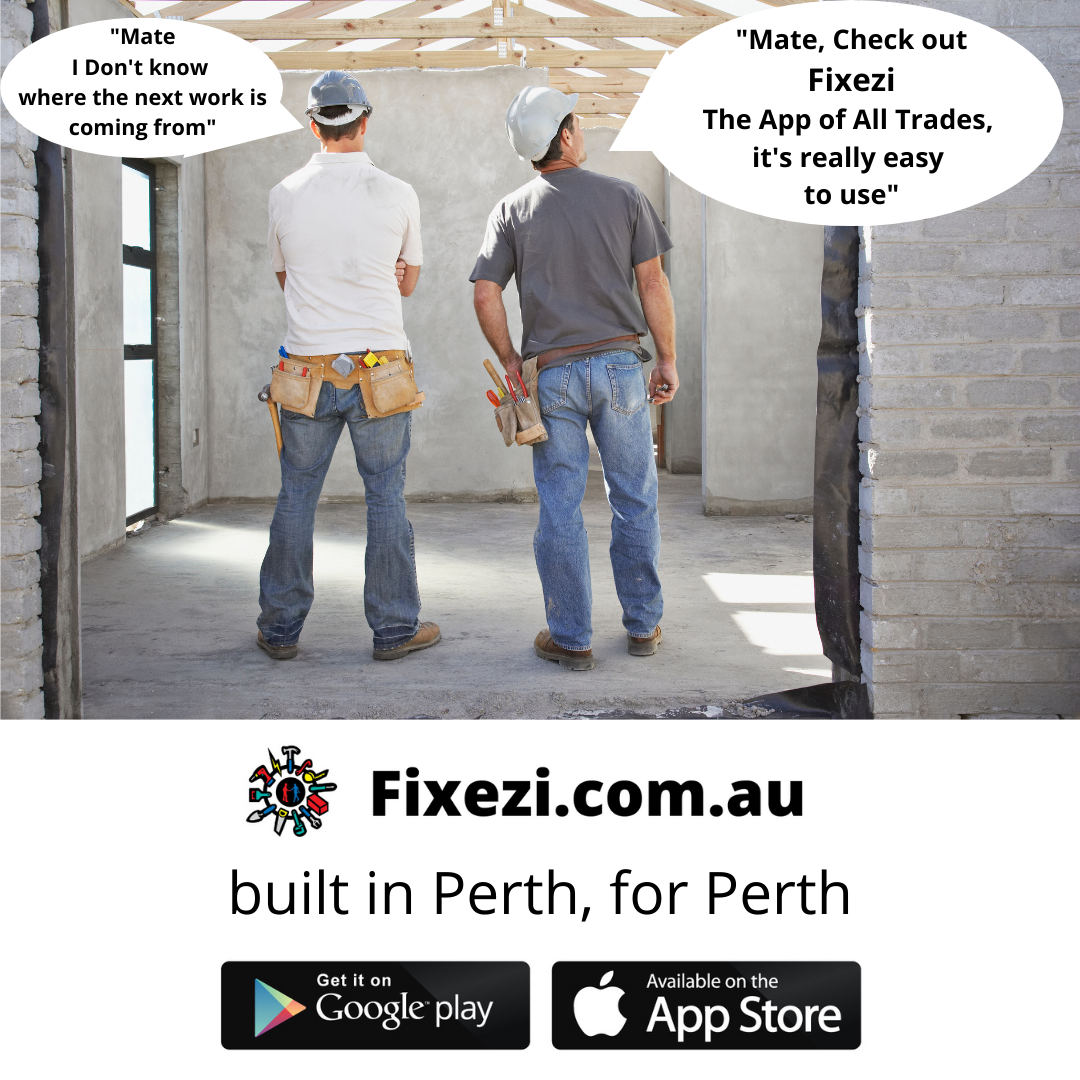 "Mate
I Don't know
where the next work is
coming from"
"Mate, Check out
Fixezi
The App of All Trades,
it's really easy
to use"
Fixezi.com.au
built in Perth, for Perth
Get it on
Google play
Available on the
App Store